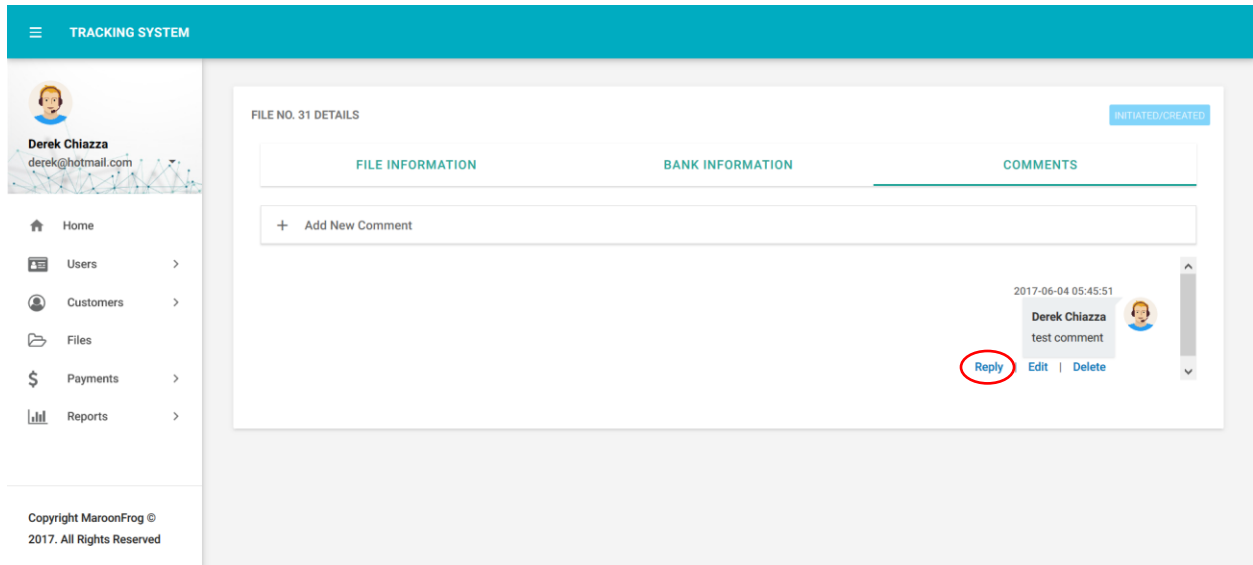 TRACKING SYSTEM
Derek Chiazza
derek@hotmail.com
Home
Users
Customers
Files
$ Payments
Reports
Copyright MaroonFrog ©
2017. All Rights Reserved
FILE NO. 31 DETAILS
INITIATED/CREATED
FILE INFORMATION BANK INFORMATION COMMENTS
+ Add New Comment
2017-06-04 05:45:51
Derek Chiazza
test comment
Reply | Edit | Delete